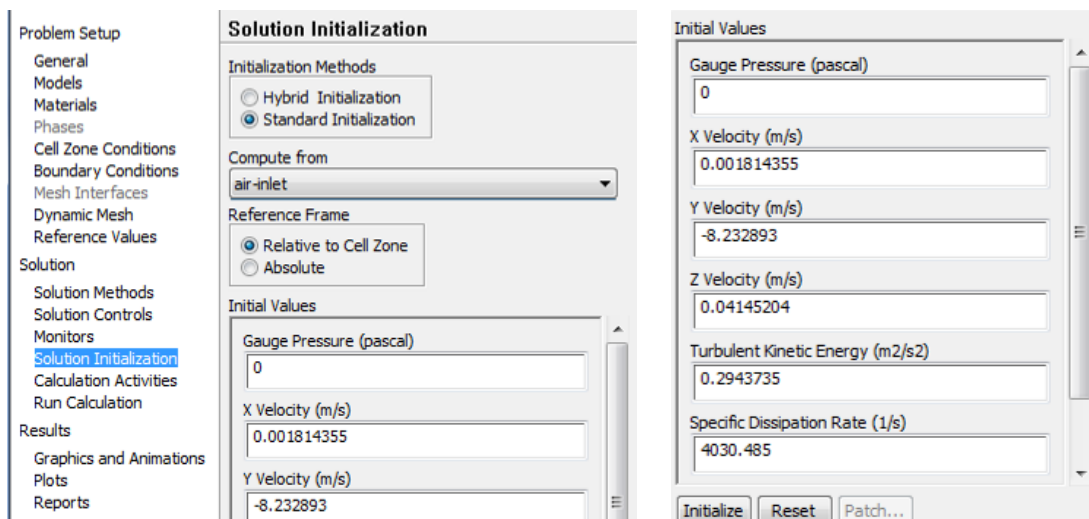 Problem Setup
General
Models
Materials
Phases
Cell Zone Conditions
Boundary Conditions
Mesh Interfaces
Dynamic Mesh
Reference Values
Solution
Solution Methods
Solution Controls
Monitors
Solution Initialization
Calculation Activities
Run Calculation
Results
Graphics and Animations
Plots
Reports
Solution Initialization
Initialization Methods
Hybrid Initialization
Standard Initialization
Compute from
air-inlet
Reference Frame
Relative to Cell Zone
Absolute
Initial Values
Gauge Pressure (pascal)
0
X Velocity (m/s)
0.001814355
Y Velocity (m/s)
-8.232893
Initial Values
Gauge Pressure (pascal)
0
X Velocity (m/s)
0.001814355
Y Velocity (m/s)
-8.232893
Z Velocity (m/s)
0.04145204
Turbulent Kinetic Energy (m2/s2)
0.2943735
Specific Dissipation Rate (1/s)
4030.485
Initialize Reset Patch...